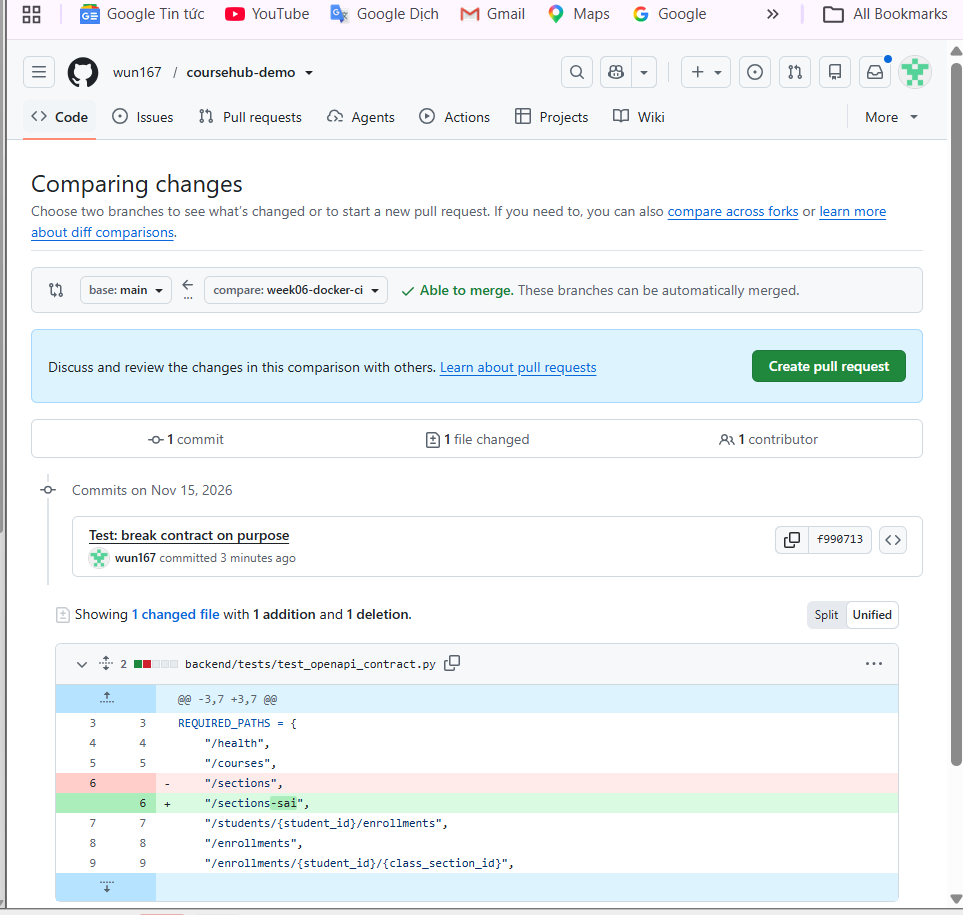 Google Tin tức YouTube Google Dịch Gmail Maps Google All Bookmarks
wun167 / coursehub-demo
Code Issues Pull requests Agents Actions Projects Wiki More
Comparing changes
Choose two branches to see what's changed or to start a new pull request. If you need to, you can also compare across forks or learn more
about diff comparisons.
base: main compare: week06-docker-ci Able to merge. These branches can be automatically merged.
Discuss and review the changes in this comparison with others. Learn about pull requests Create pull request
1 commit 1 file changed 1 contributor
Commits on Nov 15, 2026
Test: break contract on purpose
f990713
wun167 committed 3 minutes ago
Showing 1 changed file with 1 addition and 1 deletion. Split Unified
2 backend/tests/test_openapi_contract.py
@@ -3,7 +3,7 @@
3 3 REQUIRED_PATHS = {
4 4 "/health",
5 5 "/courses",
6 - "/sections",
6 + "/sections-sai",
7 7 "/students/{student_id}/enrollments",
8 8 "/enrollments",
9 9 "/enrollments/{student_id}/{class_section_id}",